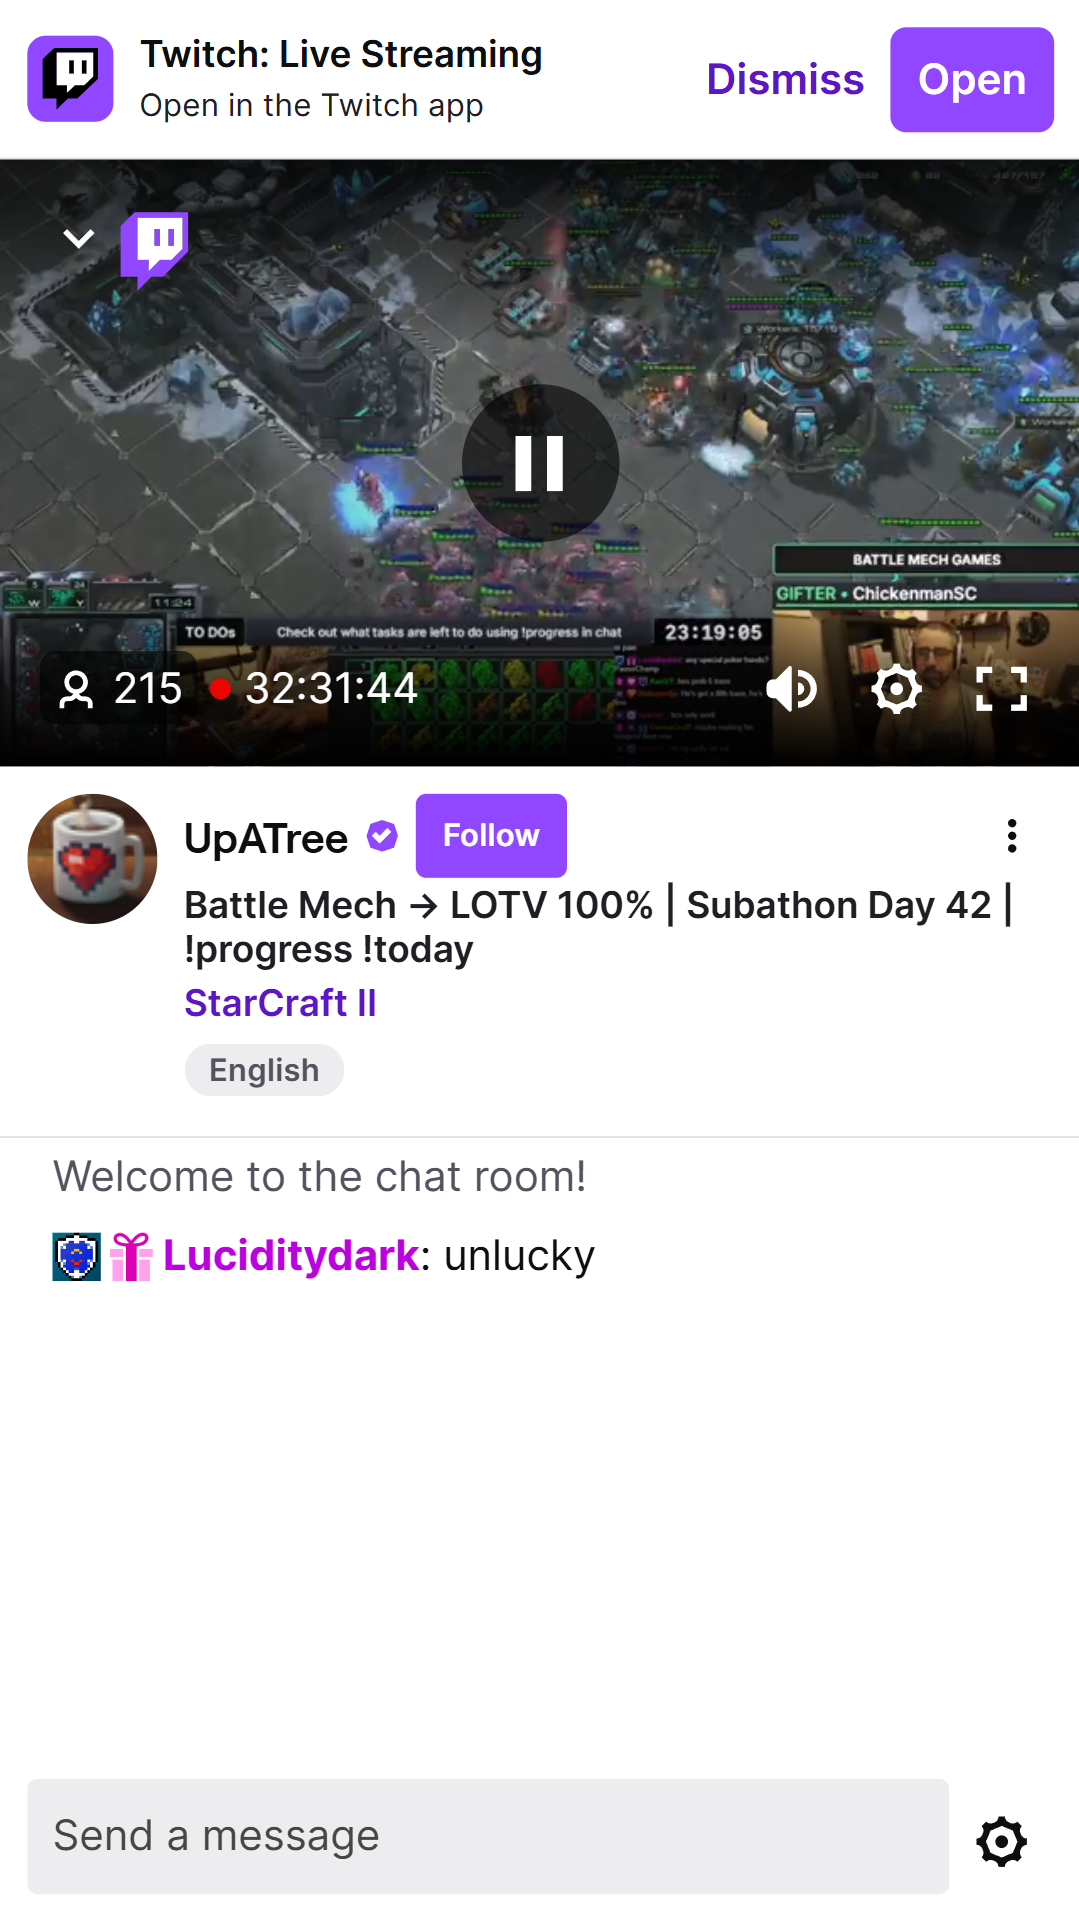 Twitch: Live Streaming
Open in the Twitch app
Dismiss
Open
BATTLE MECH GAMES
GIFTER • ChickenmanSC
11:24
TO DOs
Check out what tasks are left to do using !progress in chat
23:19:05
215
32:31:44
UpATree
Follow
Battle Mech → LOTV 100% | Subathon Day 42 |
!progress !today
StarCraft II
English
Welcome to the chat room!
Luciditydark: unlucky
Send a message